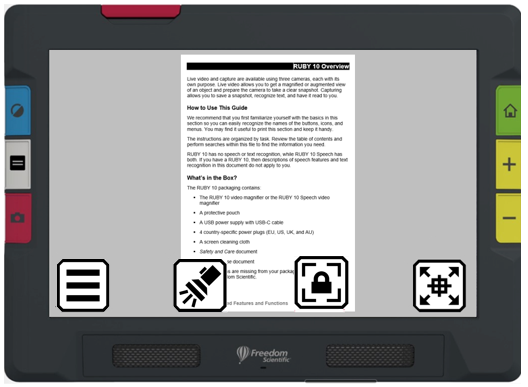 RUBY 10 Overview
Live video and capture are available using three cameras, each with its
own purpose. Live video allows you to get a magnified or augmented view
of an object and prepare the camera to take a clear snapshot. Capturing
allows you to save a snapshot, recognize text, and have it read to you.
How to Use This Guide
We recommend that you first familiarize yourself with the basics in this
section so you can easily recognize the names of the buttons, icons, and
menus. You may find it useful to print this section and keep it handy.
The instructions are organized by task. Review the table of contents and
perform searches within this file to find the information you need.
RUBY 10 has no speech or text recognition, while RUBY 10 Speech has
both. If you have a RUBY 10, then descriptions of speech features and text
recognition in this document do not apply to you.
What's in the Box?
The RUBY 10 packaging contains:
• The RUBY 10 video magnifier or the RUBY 10 Speech video
magnifier
• A protective pouch
• A USB power supply with USB-C cable
• 4 country-specific power plugs (EU, US, UK, and AU)
• A screen cleaning cloth
• Safety and Care document
document
are missing from your
Scientific.
Features and Functions
Freedom
Scientific